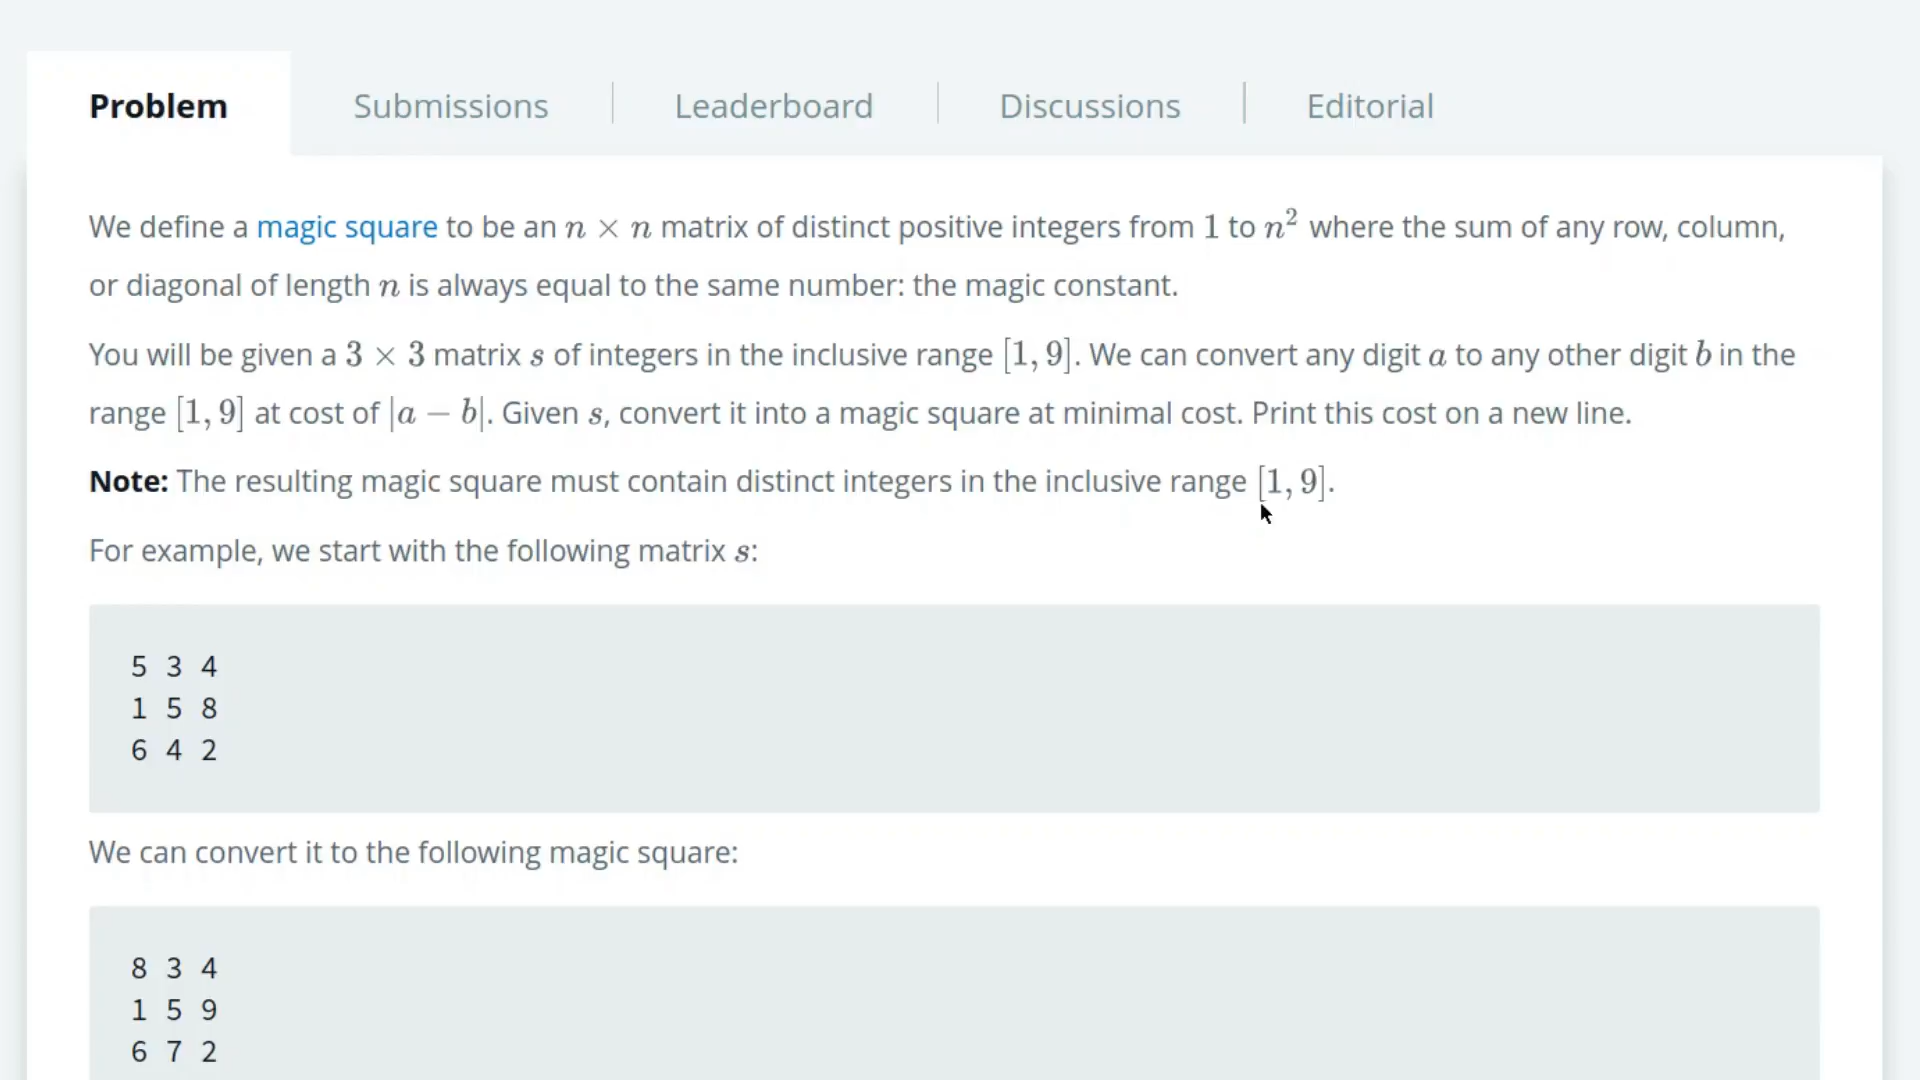 Problem
Submissions
Leaderboard
Discussions
Editorial
We define a magic square to be an n × n matrix of distinct positive integers from 1 to n² where the sum of any row, column,
or diagonal of length n is always equal to the same number: the magic constant.
You will be given a 3 × 3 matrix s of integers in the inclusive range [1, 9]. We can convert any digit a to any other digit b in the
range [1, 9] at cost of |a − b|. Given s, convert it into a magic square at minimal cost. Print this cost on a new line.
Note: The resulting magic square must contain distinct integers in the inclusive range [1, 9].
For example, we start with the following matrix s:
5 3 4
1 5 8
6 4 2
We can convert it to the following magic square:
8 3 4
1 5 9
6 7 2